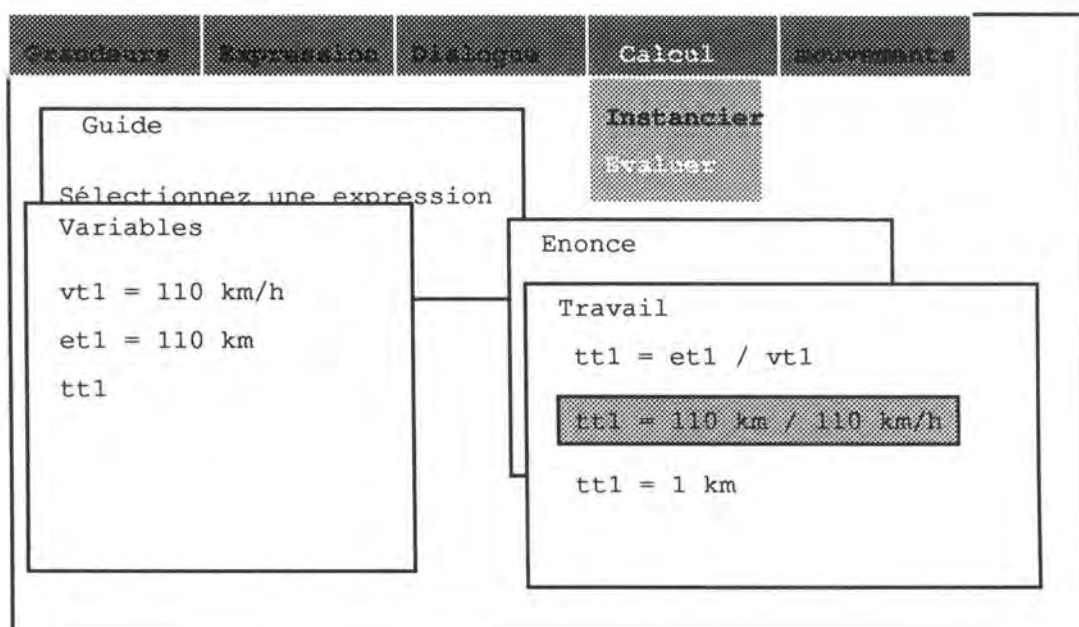 Grandeurs Expression Dialogue Calcul mouvements
Instancier
Evaluer
Guide
Sélectionnez une expression
Variables
vt1 = 110 km/h
et1 = 110 km
tt1
Enonce
Travail
tt1 = et1 / vt1
tt1 = 110 km / 110 km/h
tt1 = 1 km